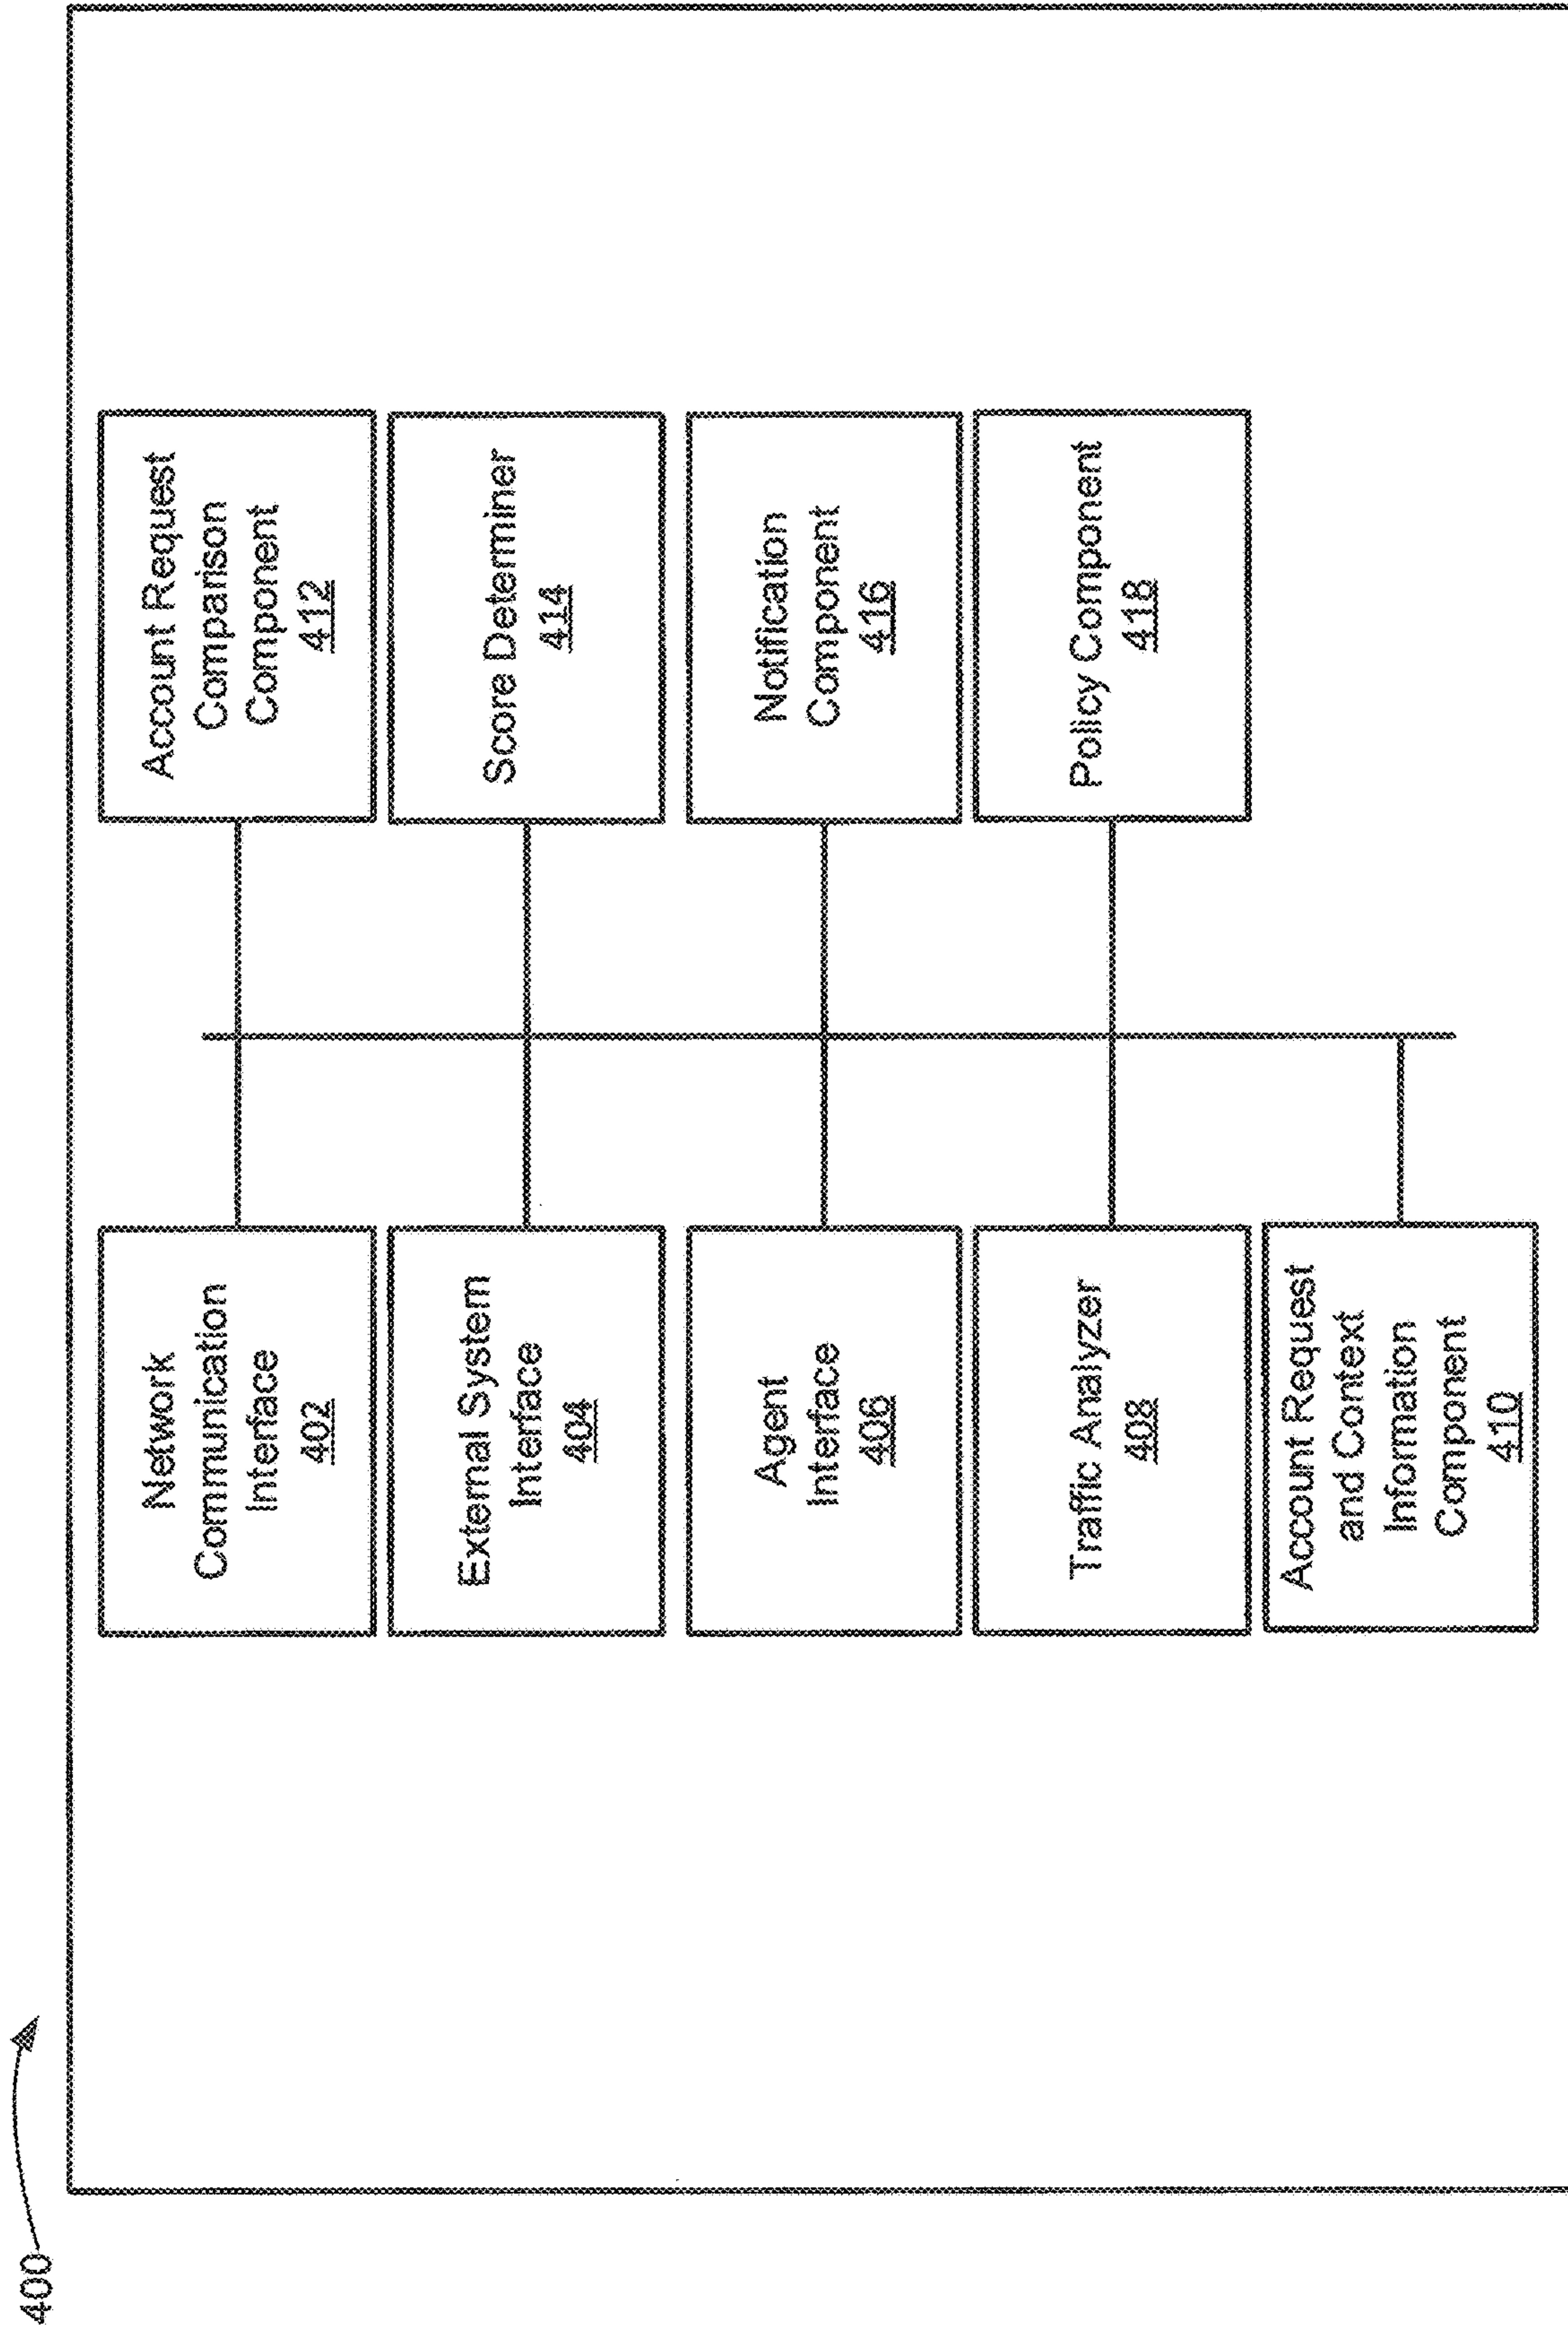 400
Network
Communication
Interface
402
External System
Interface
404
Agent
Interface
406
Traffic Analyzer
408
Account Request
and Context
Information
Component
410
Account Request
Comparison
Component
412
Score Determiner
414
Notification
Component
416
Policy Component
418